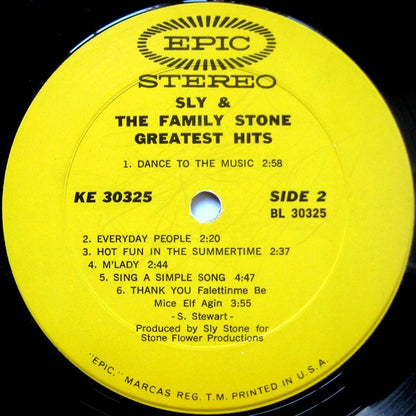 EPIC
STEREO
SLY &
THE FAMILY STONE
GREATEST HITS
1. DANCE TO THE MUSIC 2:58
KE 30325
SIDE 2
BL 30325
2. EVERYDAY PEOPLE 2:20
3. HOT FUN IN THE SUMMERTIME 2:37
4. M'LADY 2:44
5. SING A SIMPLE SONG 4:47
6. THANK YOU Falettinme Be
Mice Elf Agin 3:55
- S. Stewart -
Produced by Sly Stone for
Stone Flower Productions
"EPIC," MARCAS REG. T.M. PRINTED IN U.S.A.